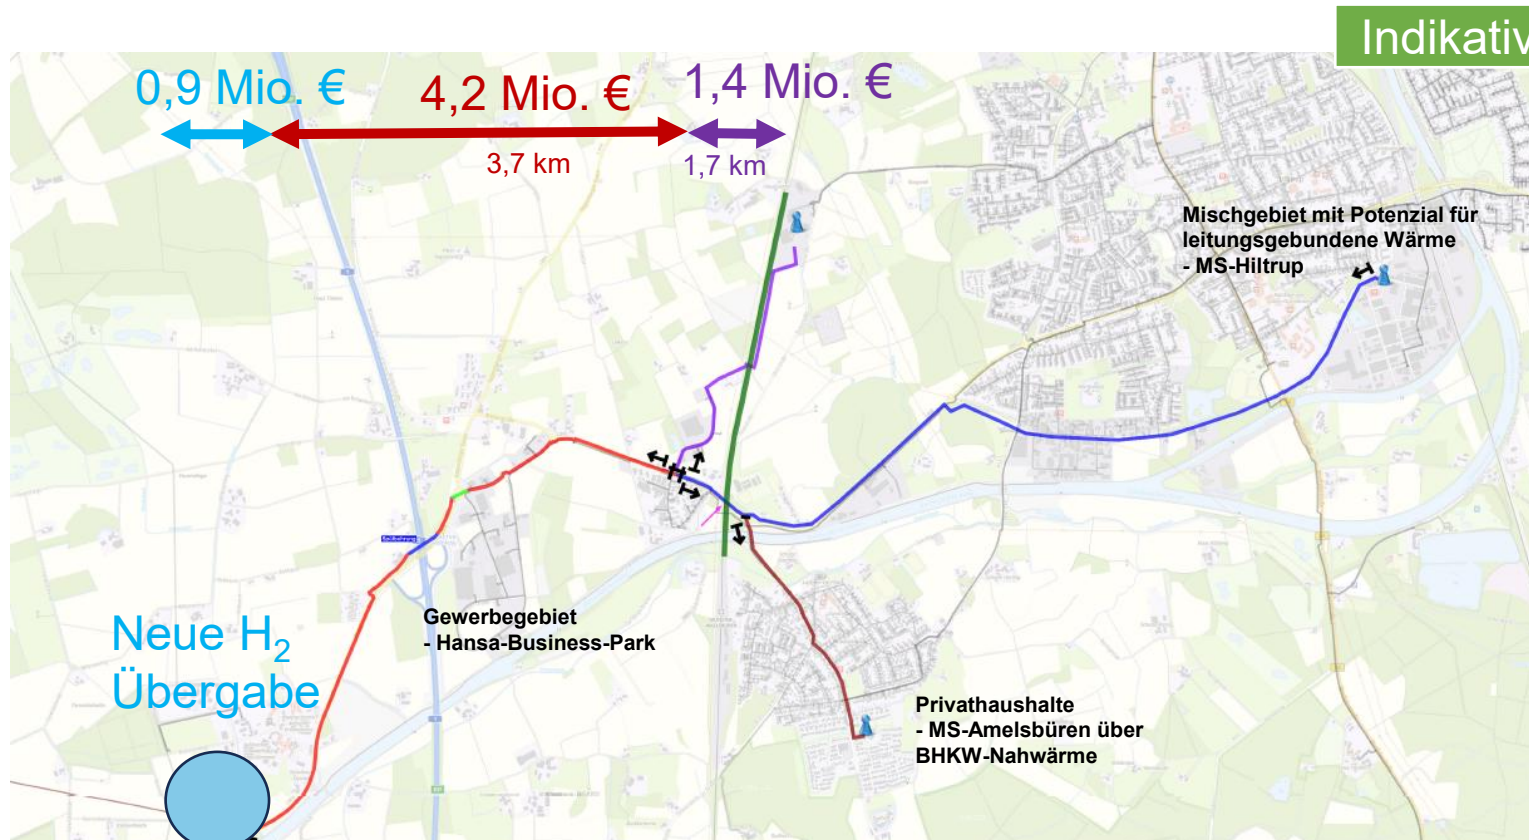 Indikativ
0,9 Mio. €
4,2 Mio. €
1,4 Mio. €
3,7 km
1,7 km
Mischgebiet mit Potenzial für
leitungsgebundene Wärme
- MS-Hiltrup
Gewerbegebiet
- Hansa-Business-Park
Neue H₂
Übergabe
Privathaushalte
- MS-Amelsbüren über
BHKW-Nahwärme